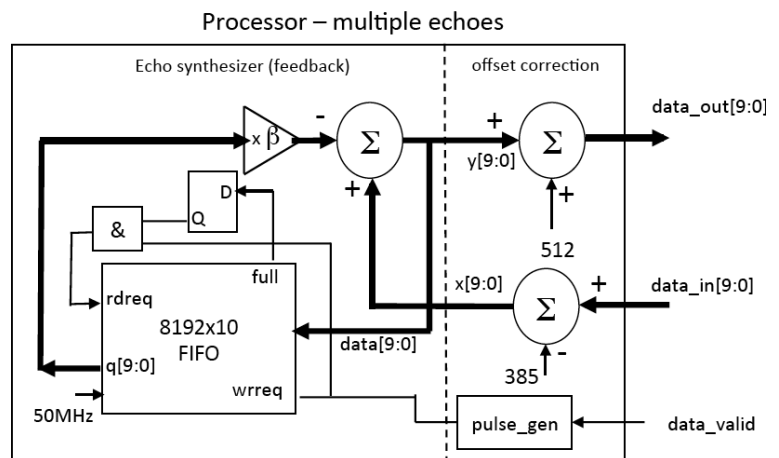 Processor – multiple echoes
Echo synthesizer (feedback)
offset correction
x β
-
Σ
+
y[9:0]
+
Σ
data_out[9:0]
+
512
D
Q
&
full
rdreq
8192x10
FIFO
q[9:0]
wrreq
data[9:0]
50MHz
x[9:0]
Σ
+
data_in[9:0]
-
385
pulse_gen
data_valid